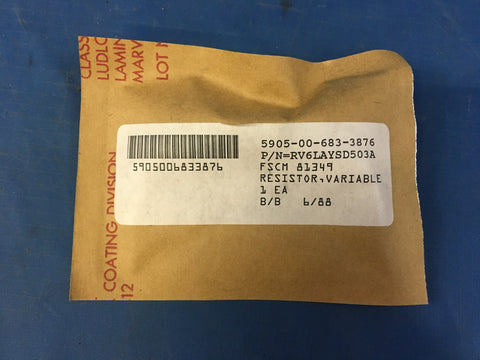 CLASS
LUDLO
LAMIN
MARV
LOT N
COATING DIVISION
12
5905006833876
5905-00-683-3876
P/N=RV6LAYSD503A
FSCM 81349
RESISTOR,VARIABLE
1 EA
B/B 6/88